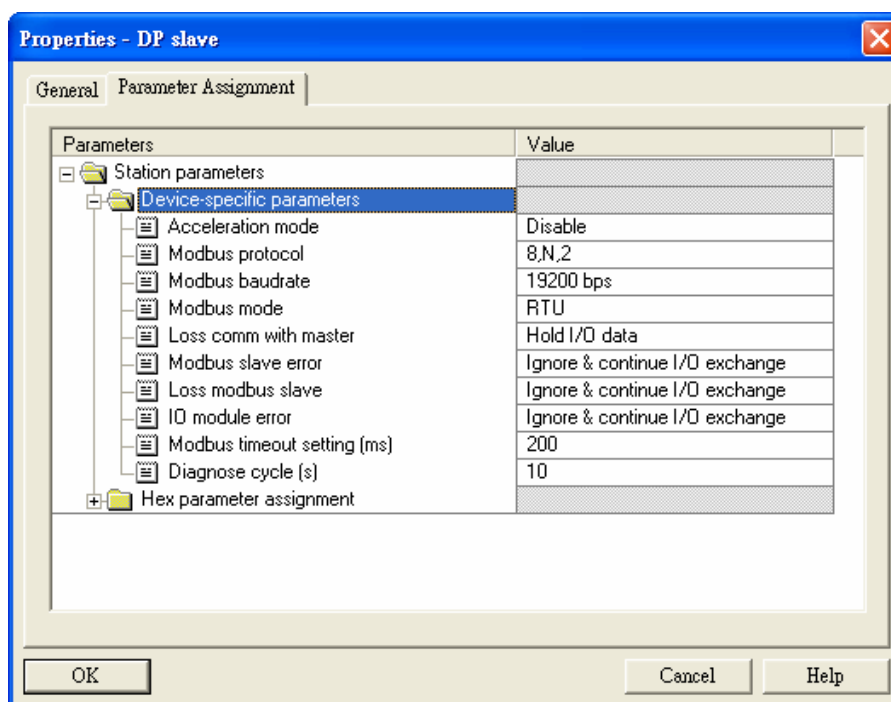 Properties - DP slave
General Parameter Assignment
Parameters Value
Station parameters
Device-specific parameters
Acceleration mode Disable
Modbus protocol 8,N,2
Modbus baudrate 19200 bps
Modbus mode RTU
Loss comm with master Hold I/O data
Modbus slave error Ignore & continue I/O exchange
Loss modbus slave Ignore & continue I/O exchange
IO module error Ignore & continue I/O exchange
Modbus timeout setting (ms) 200
Diagnose cycle (s) 10
Hex parameter assignment
OK Cancel Help